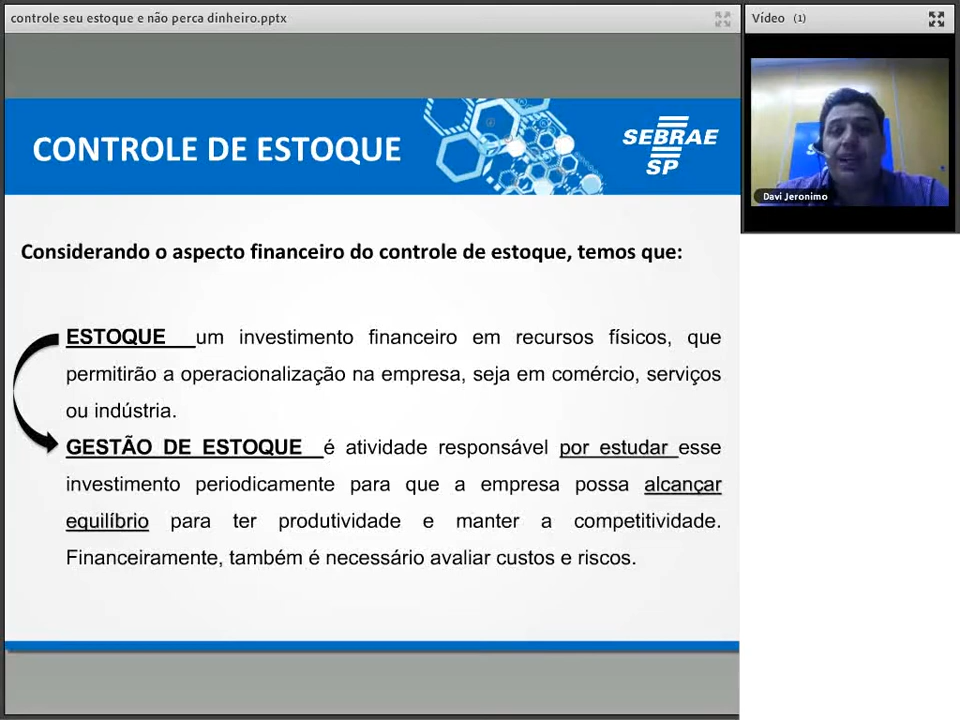 controle seu estoque e não perca dinheiro.pptx
Vídeo (1)
CONTROLE DE ESTOQUE
SEBRAE
SP
Davi Jeronimo
Considerando o aspecto financeiro do controle de estoque, temos que:
ESTOQUE um investimento financeiro em recursos físicos, que
permitirão a operacionalização na empresa, seja em comércio, serviços
ou indústria.
GESTÃO DE ESTOQUE é atividade responsável por estudar esse
investimento periodicamente para que a empresa possa alcançar
equilíbrio para ter produtividade e manter a competitividade.
Financeiramente, também é necessário avaliar custos e riscos.